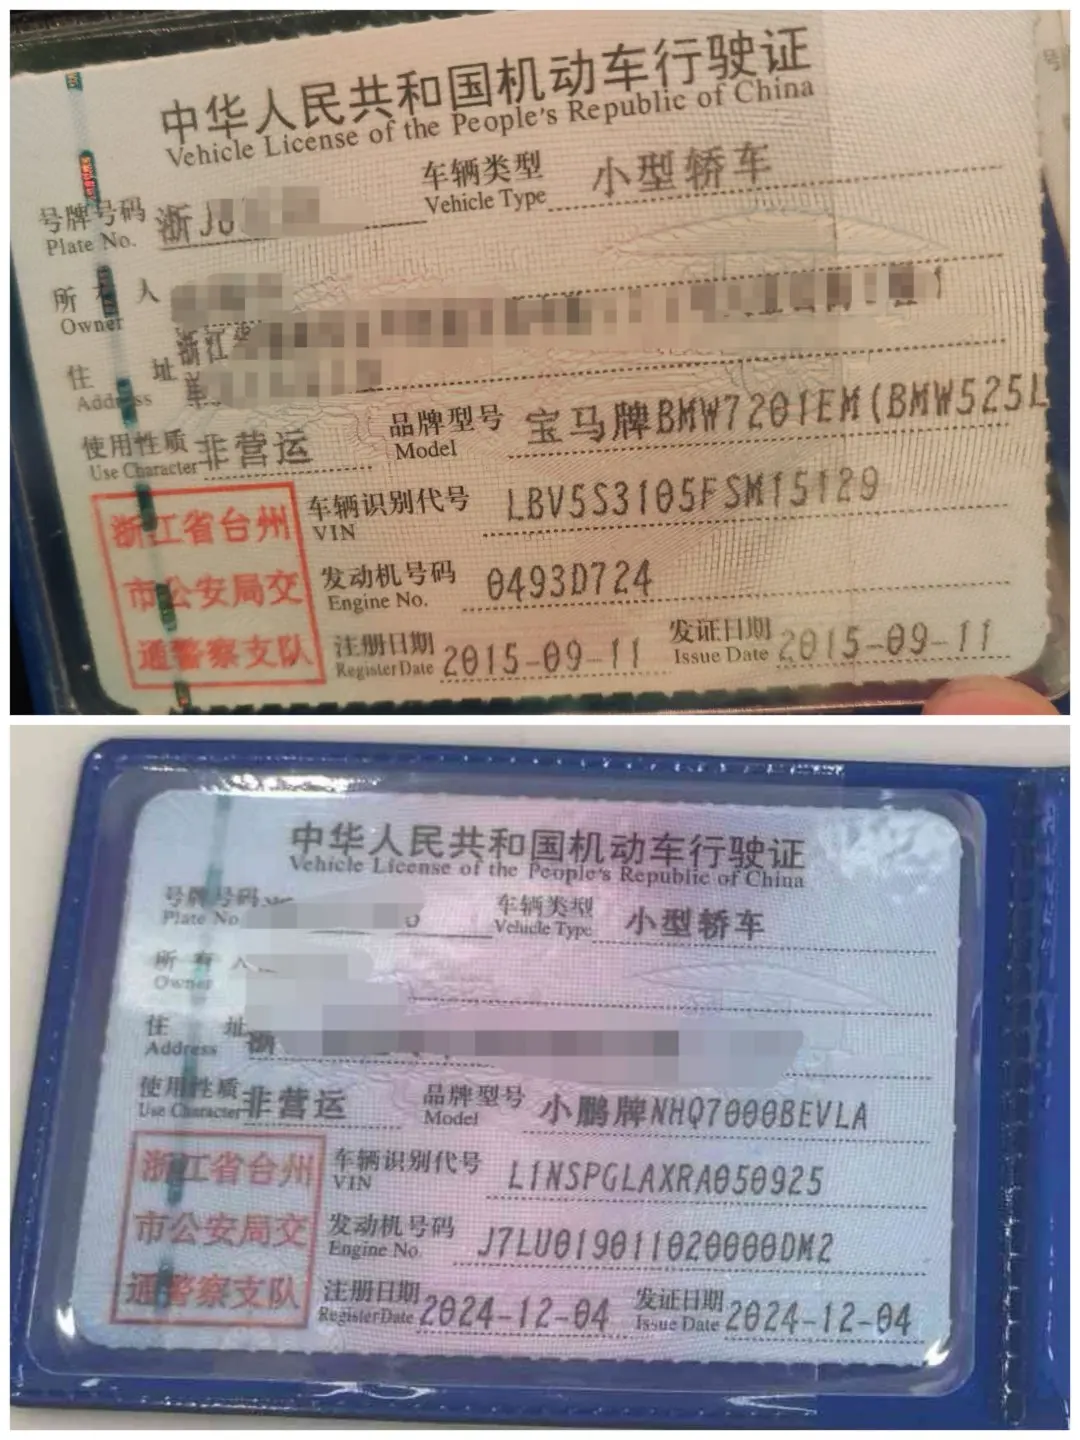 中华人民共和国机动车行驶证
Vehicle License of the People's Republic of China
号牌号码 浙J 车辆类型 小型轿车
Plate No. Vehicle Type
所有人
Owner
住址 浙江
Address
使用性质 非营运 品牌型号 宝马牌BMW7201EM(BMW525L
Use Character Model
浙江省台州 车辆识别代号 LBV5S3105FSM15129
VIN
市公安局交 发动机号码 0493D724
Engine No.
通警察支队 注册日期 2015-09-11 发证日期 2015-09-11
Register Date Issue Date
中华人民共和国机动车行驶证
Vehicle License of the People's Republic of China
号牌号码 车辆类型 小型轿车
Plate No. Vehicle Type
所有人
Owner
住址 浙
Address
使用性质 非营运 品牌型号 小鹏牌NHQ7000BEVLA
Use Character Model
浙江省台州 车辆识别代号 L1NSPGLAXRA050925
VIN
市公安局交 发动机号码 J7LU019011020000DM2
Engine No.
通警察支队 注册日期 2024-12-04 发证日期 2024-12-04
Register Date Issue Date